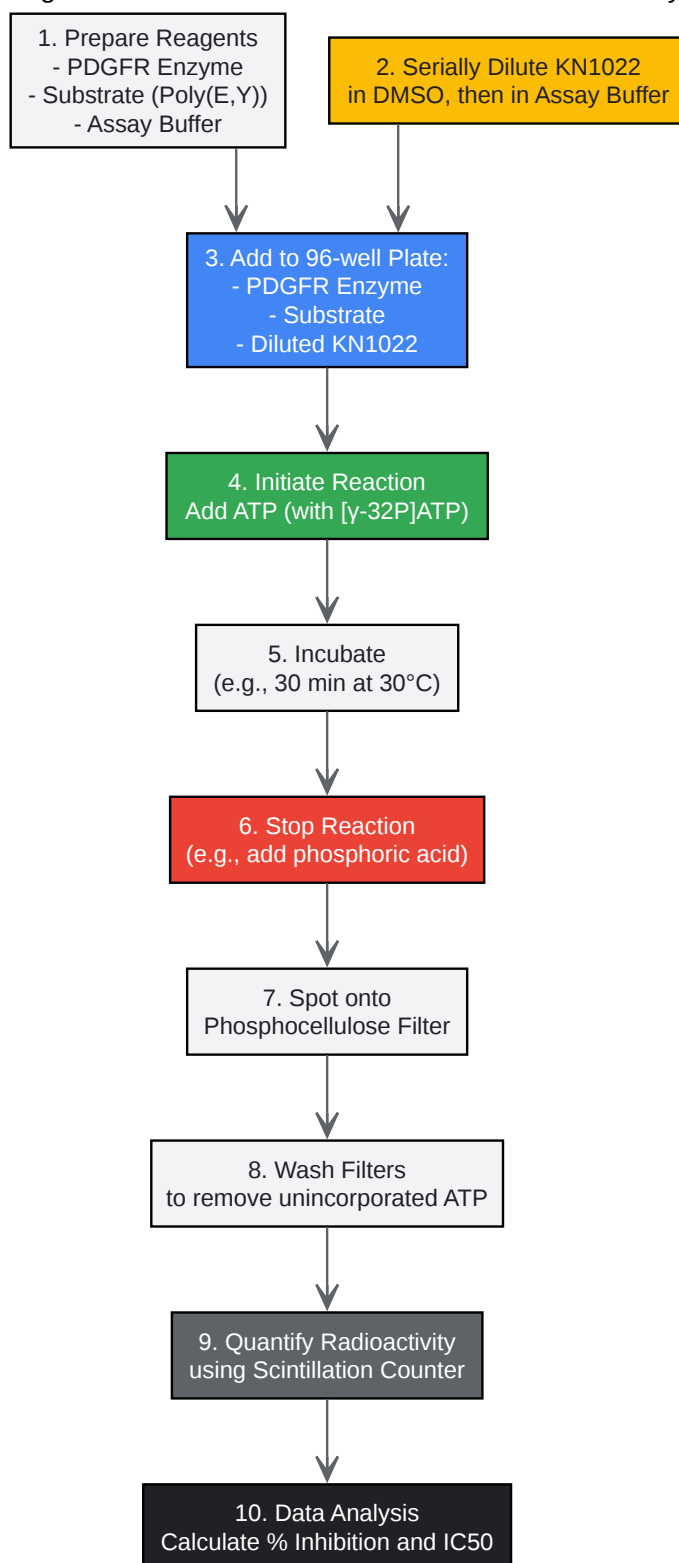 1. Prepare Reagents
- PDGFR Enzyme
- Substrate (Poly(E,Y))
- Assay Buffer
2. Serially Dilute KN1022
in DMSO, then in Assay Buffer
3. Add to 96-well Plate:
- PDGFR Enzyme
- Substrate
- Diluted KN1022
4. Initiate Reaction
Add ATP (with [γ-32P]ATP)
5. Incubate
(e.g., 30 min at 30°C)
6. Stop Reaction
(e.g., add phosphoric acid)
7. Spot onto
Phosphocellulose Filter
8. Wash Filters
to remove unincorporated ATP
9. Quantify Radioactivity
using Scintillation Counter
10. Data Analysis
Calculate % Inhibition and IC50